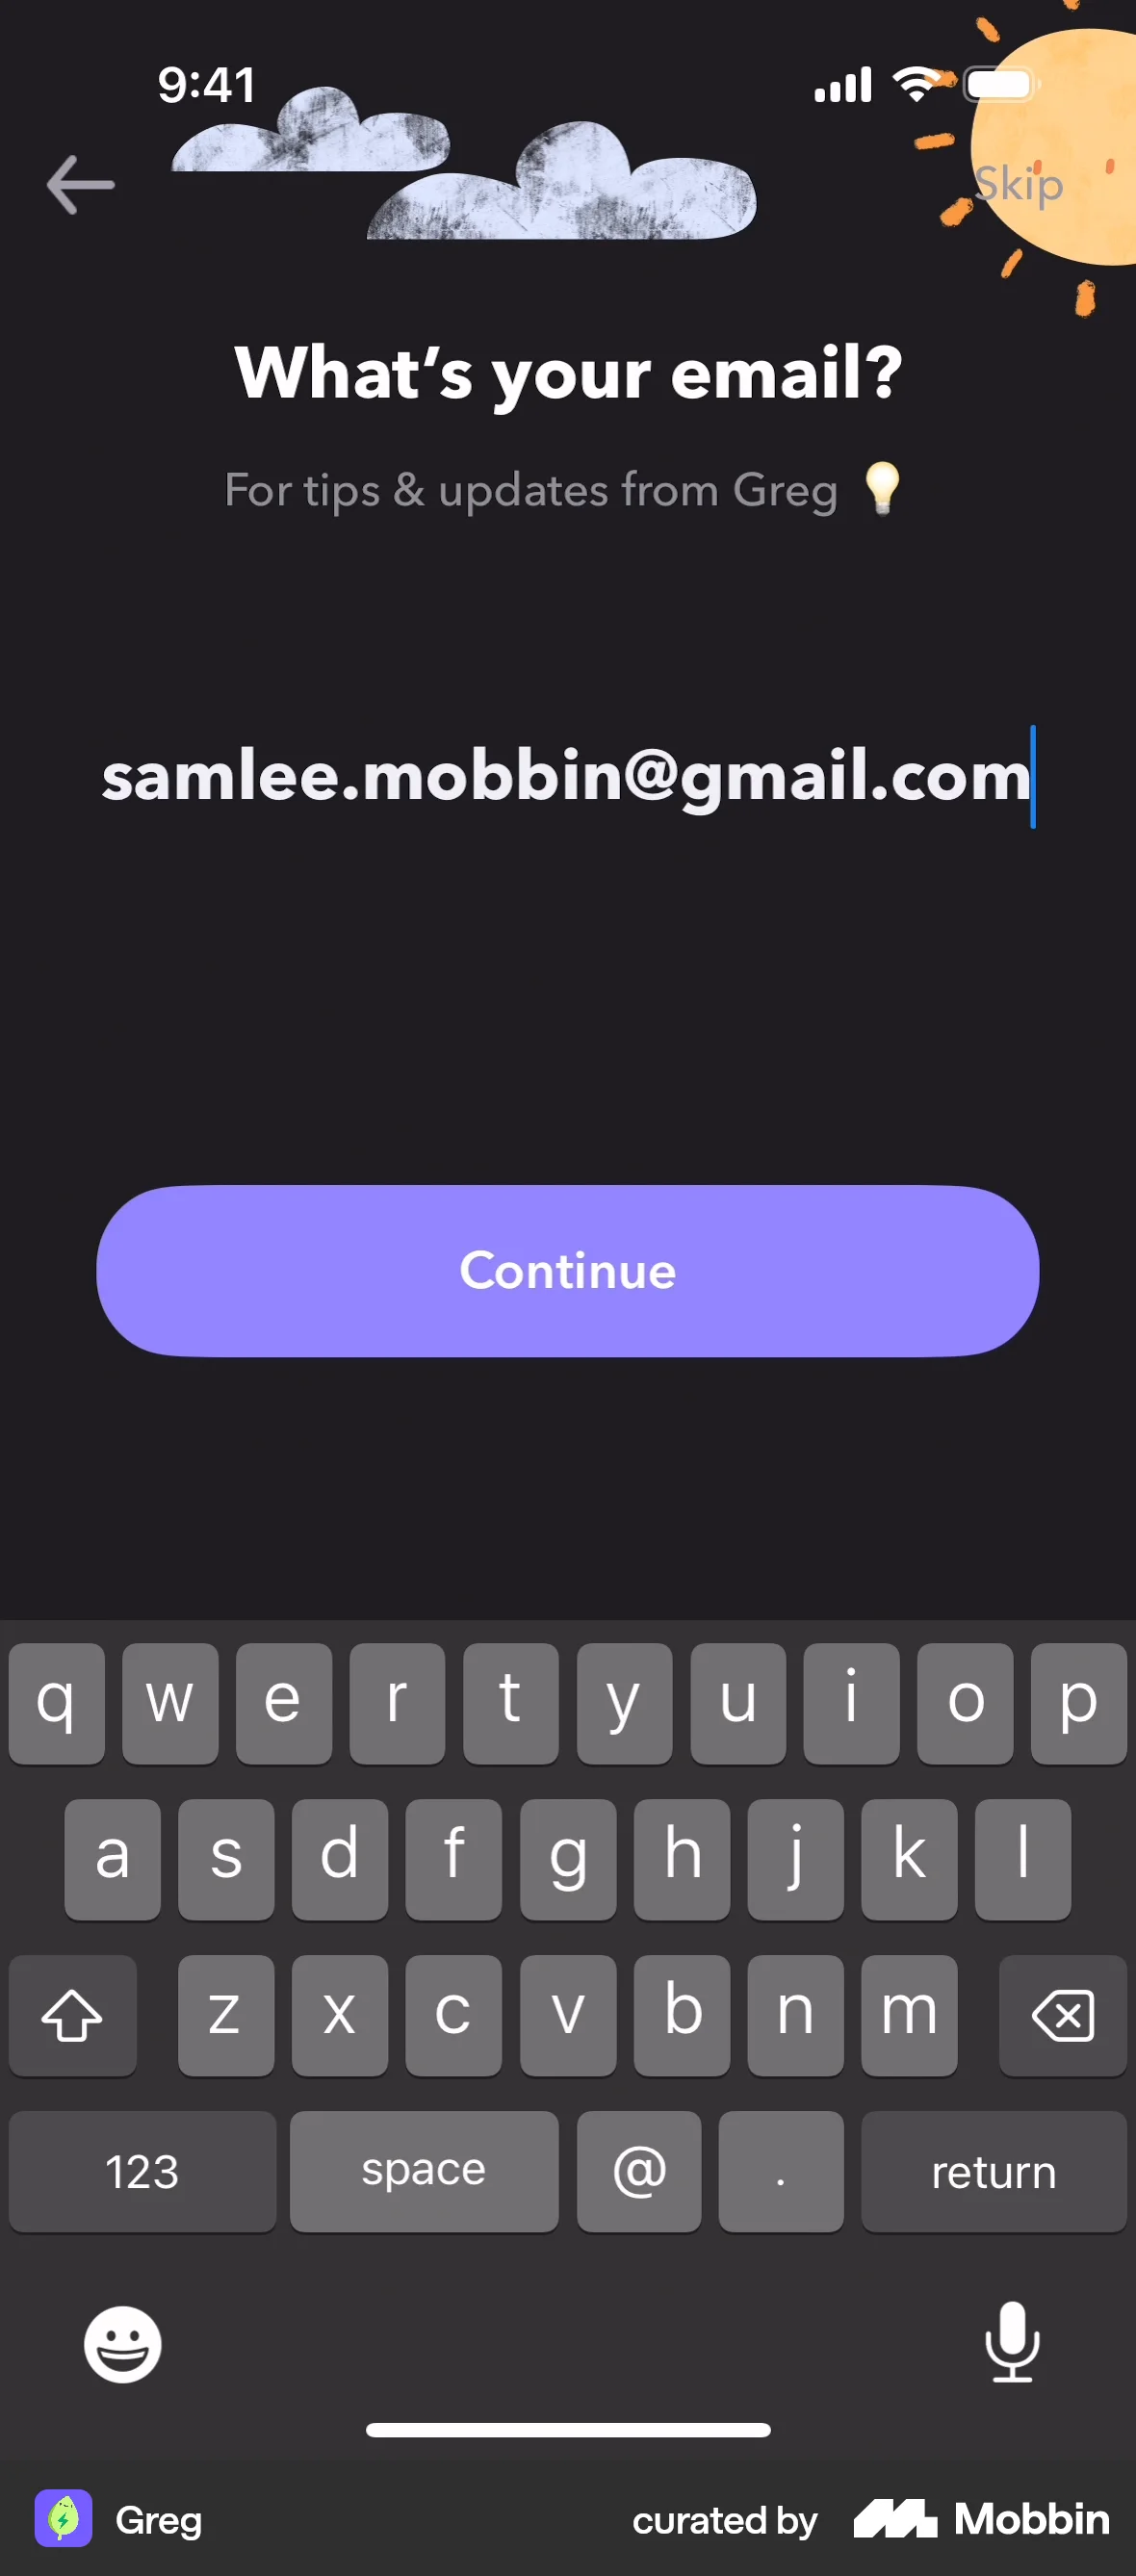 9:41
Skip
What’s your email?
For tips & updates from Greg 💡
samlee.mobbin@gmail.com
Continue
q w e r t y u i o p
a s d f g h j k l
z x c v b n m
123 space @ . return
Greg curated by Mobbin